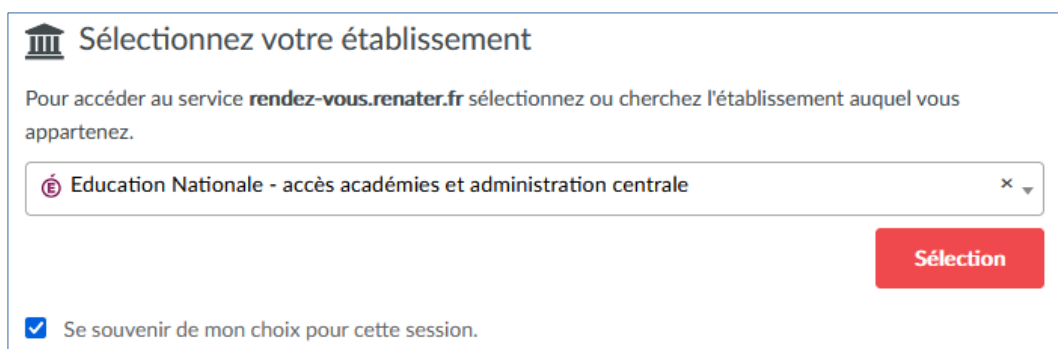 Sélectionnez votre établissement
Pour accéder au service rendez-vous.renater.fr sélectionnez ou cherchez l'établissement auquel vous
appartenez.
Education Nationale - accès académies et administration centrale
Sélection
Se souvenir de mon choix pour cette session.